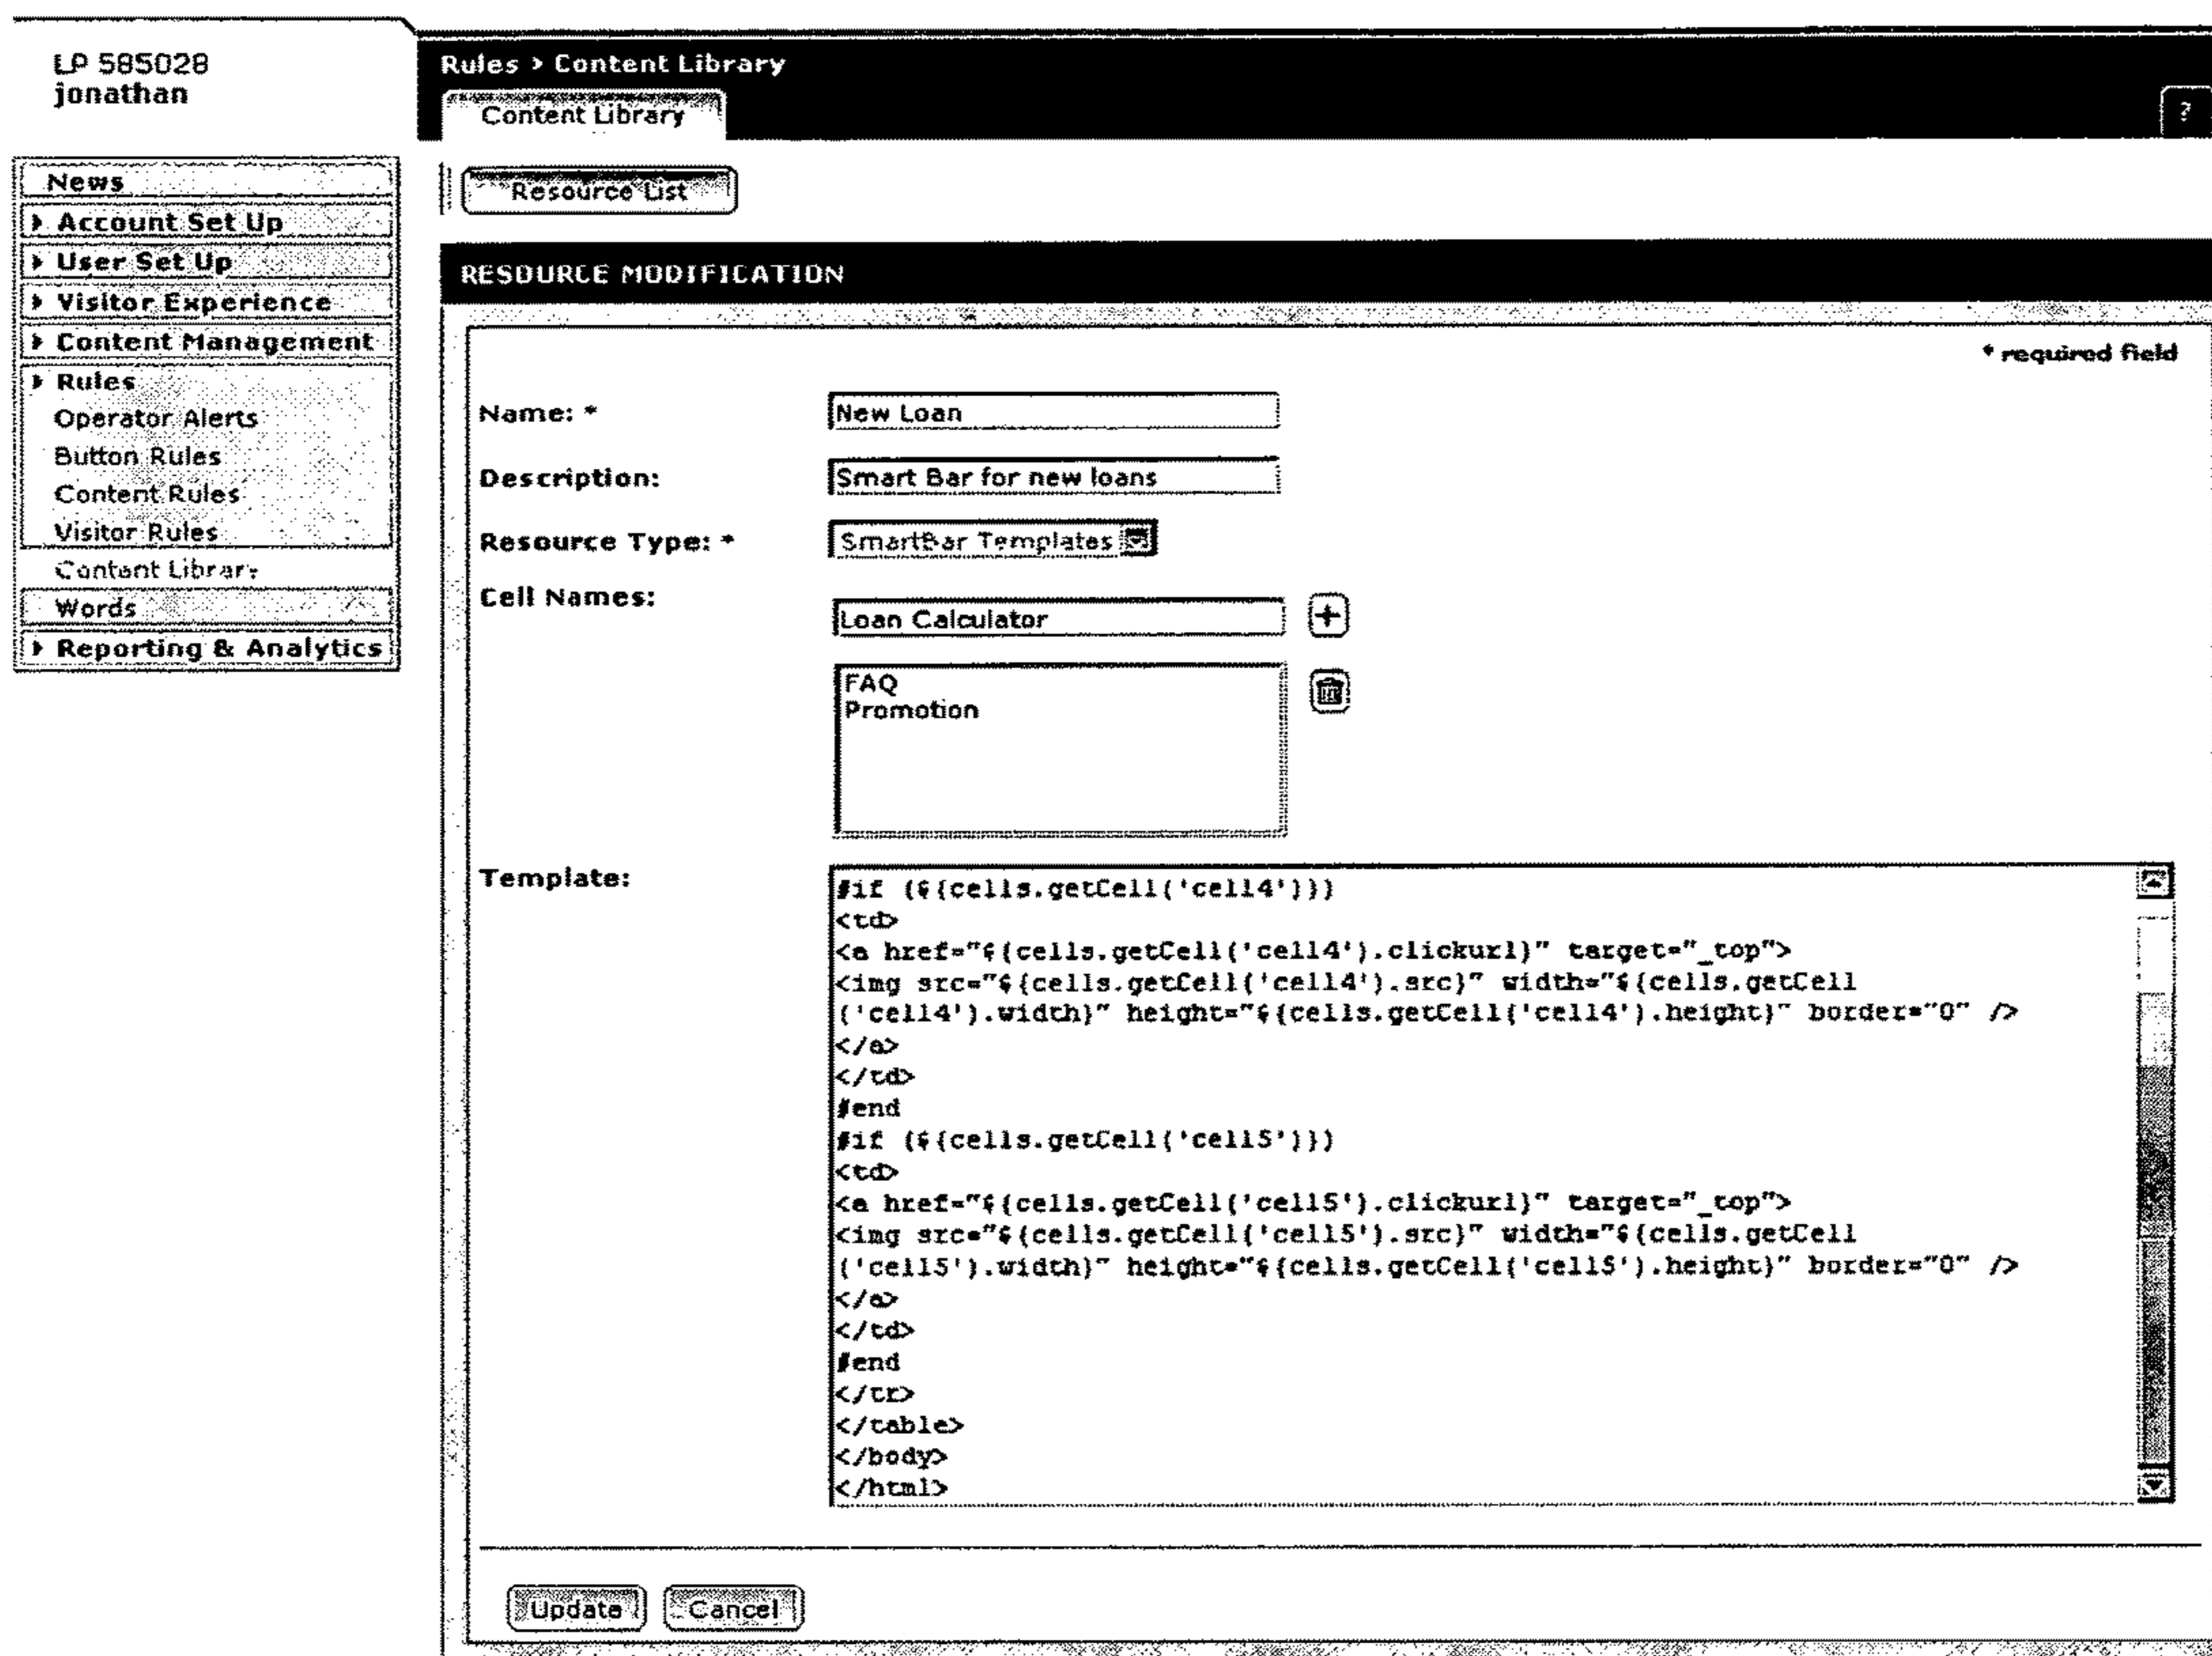 LP 585028
jonathan
Rules > Content Library
Content Library
?
News
Account Set Up
User Set Up
Visitor Experience
Content Management
Rules
Operator Alerts
Button Rules
Content Rules
Visitor Rules
Content Library
Words
Reporting & Analytics
Resource List
RESOURCE MODIFICATION
* required field
Name: *
New Loan
Description:
Smart Bar for new loans
Resource Type: *
SmartBar Templates
Cell Names:
Loan Calculator
FAQ
Promotion
Template:
#if (${cells.getCell('cell4')})
<td>
<a href="${cells.getCell('cell4').clickurl}" target="_top">
<img src="${cells.getCell('cell4').src}" width="${cells.getCell
('cell4').width}" height="${cells.getCell('cell4').height}" border="0" />
</a>
</td>
#end
#if (${cells.getCell('cell5')})
<td>
<a href="${cells.getCell('cell5').clickurl}" target="_top">
<img src="${cells.getCell('cell5').src}" width="${cells.getCell
('cell5').width}" height="${cells.getCell('cell5').height}" border="0" />
</a>
</td>
#end
</tr>
</table>
</body>
</html>
Update
Cancel